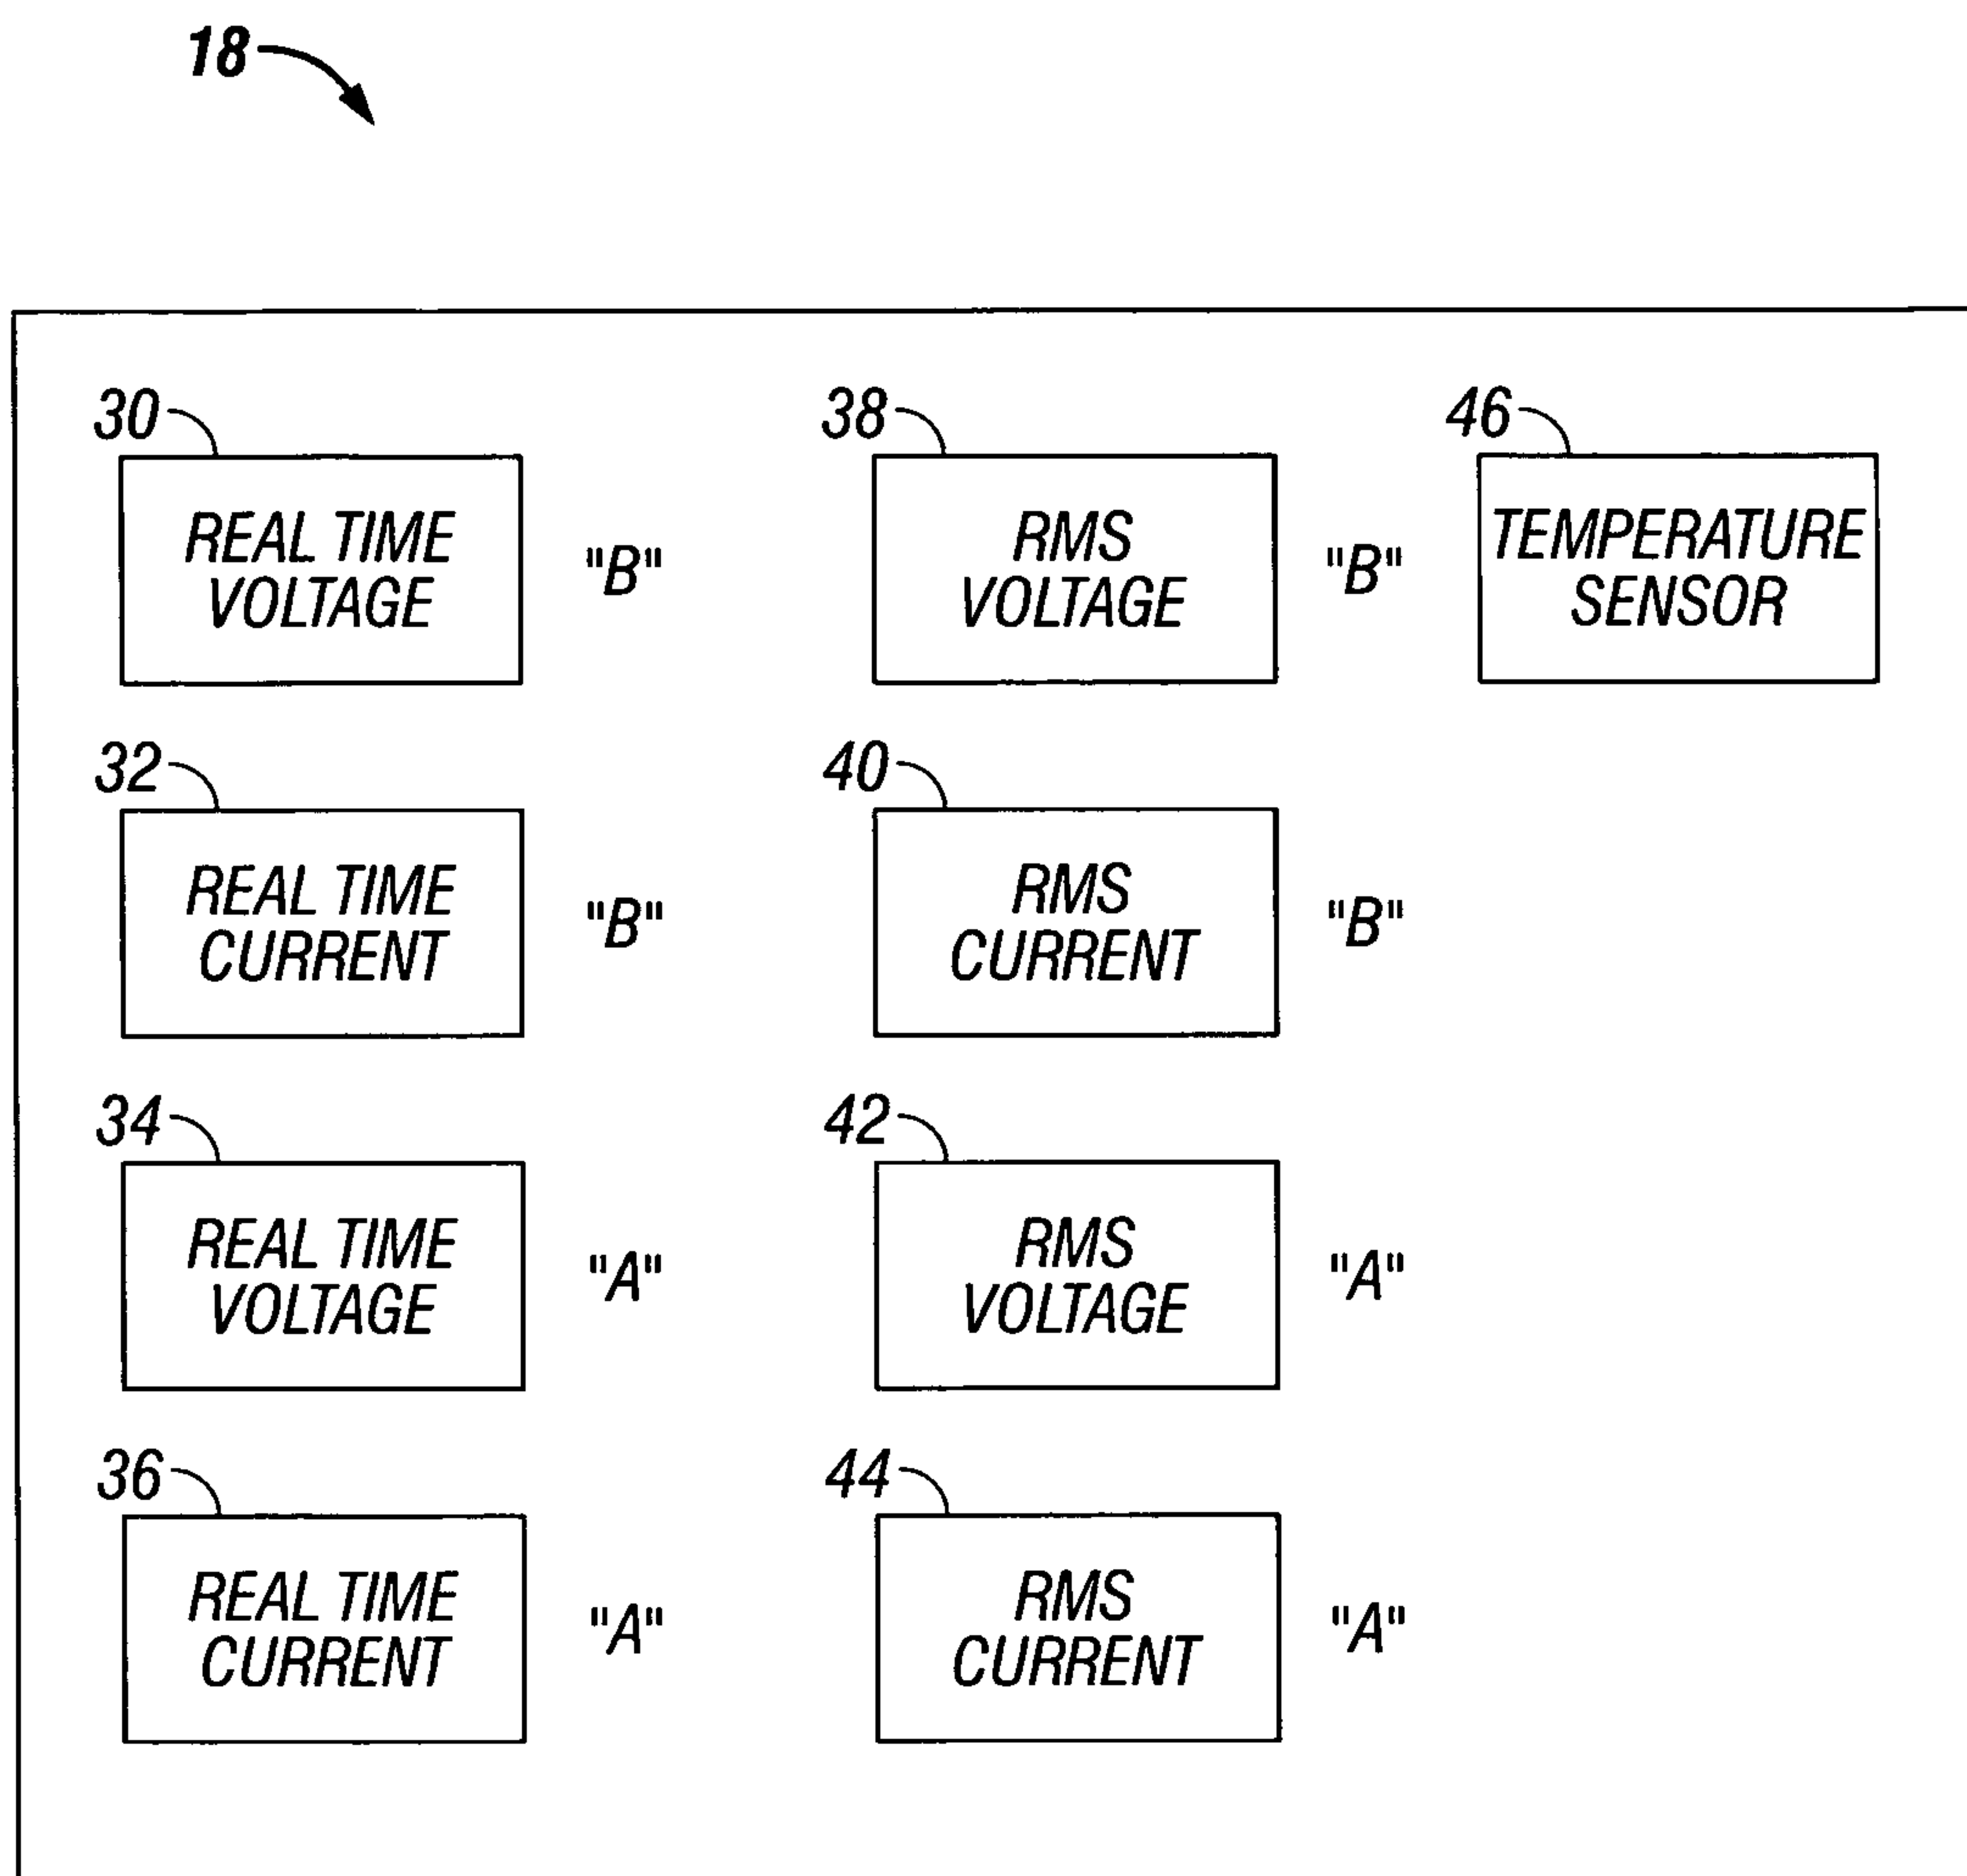 18
30 38 46
REAL TIME
VOLTAGE
"B"
RMS
VOLTAGE
"B"
TEMPERATURE
SENSOR
32 40
REAL TIME
CURRENT
"B"
RMS
CURRENT
"B"
34 42
REAL TIME
VOLTAGE
"A"
RMS
VOLTAGE
"A"
36 44
REAL TIME
CURRENT
"A"
RMS
CURRENT
"A"